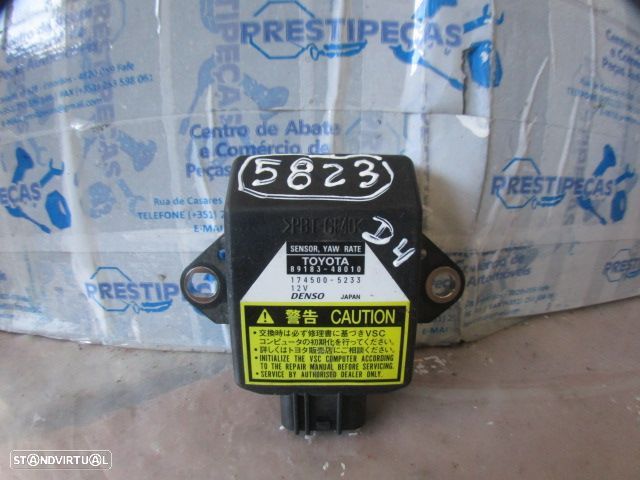 PRESTIPEÇAS
Centro de Abate
e Comércio de
5823
D4
>PBT-GF40<
SENSOR, YAW RATE
TOYOTA
89183-48010
174500-5233
12V
DENSO JAPAN
警告 CAUTION
•交換時は必ず修理書に基づきVSC
コンピュータの初期化を行ってください。
•詳しくはトヨタ販売店にご相談ください。
•INITIALIZE THE VSC COMPUTER ACCORDING
TO THE REPAIR MANUAL BEFORE SERVICING.
•SERVICE BY AUTHORISED DEALER ONLY.
Rua de Casares
TELEFONE (+351)
E-MAI
PRESTIPEÇAS
PRESTIPE
STANDVIRTUAL